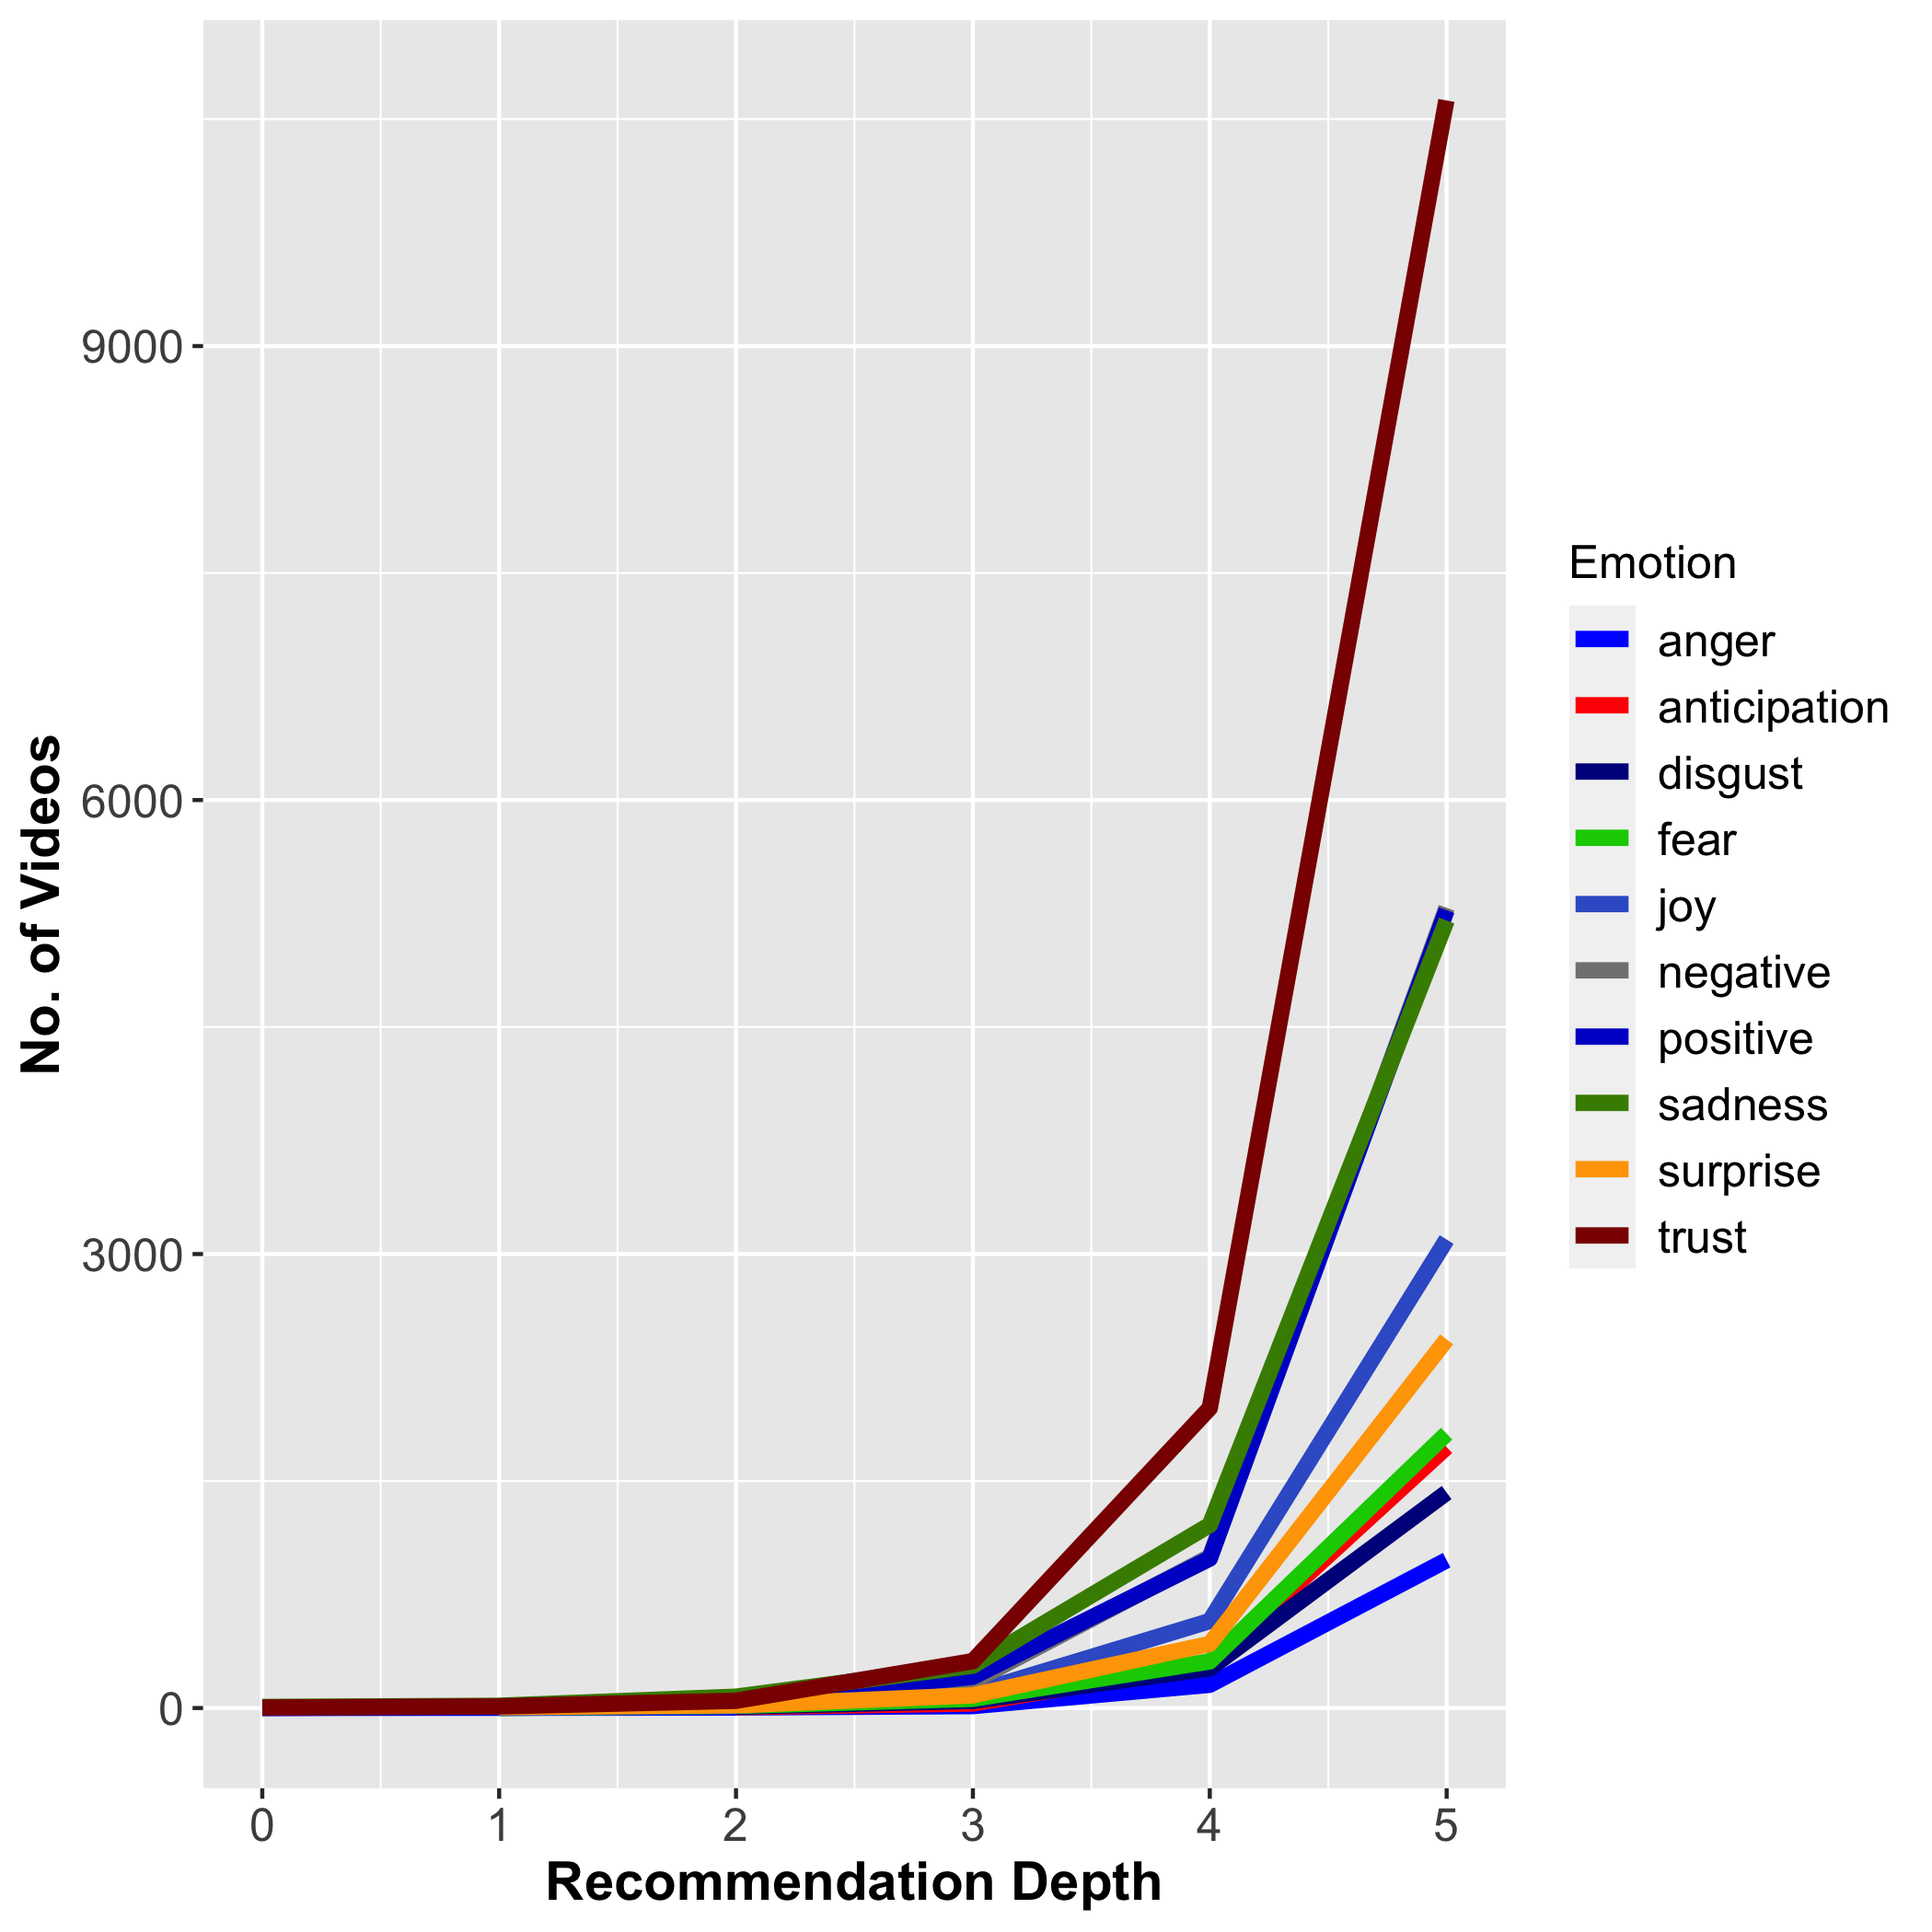 No. of Videos
9000
6000
3000
0
0 1 2 3 4 5
Recommendation Depth
Emotion
anger
anticipation
disgust
fear
joy
negative
positive
sadness
surprise
trust